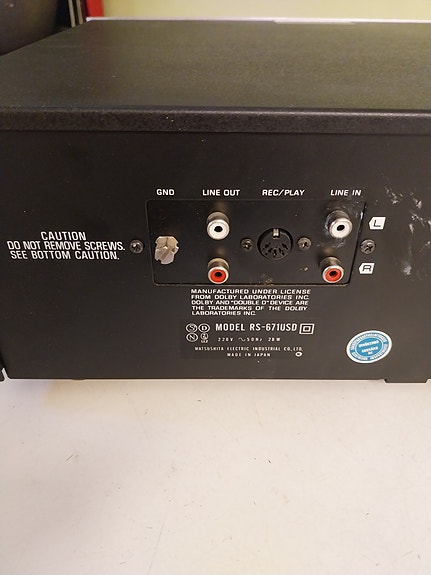 GND LINE OUT REC/PLAY LINE IN
L
R
CAUTION
DO NOT REMOVE SCREWS.
SEE BOTTOM CAUTION.
MANUFACTURED UNDER LICENSE
FROM DOLBY LABORATORIES INC.
DOLBY AND "DOUBLE D" DEVICE ARE
THE TRADEMARKS OF THE DOLBY
LABORATORIES INC.
S D
N
MODEL RS-671USD
220V ~ 50Hz 28W
MATSUSHITA ELECTRIC INDUSTRIAL CO., LTD.
MADE IN JAPAN